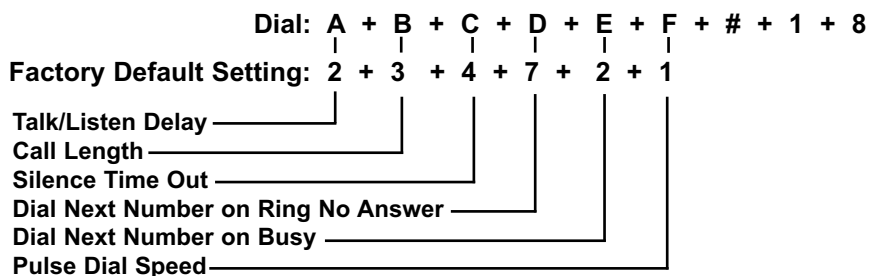 Dial: A + B + C + D + E + F + # + 1 + 8
Factory Default Setting: 2 + 3 + 4 + 7 + 2 + 1
Talk/Listen Delay
Call Length
Silence Time Out
Dial Next Number on Ring No Answer
Dial Next Number on Busy
Pulse Dial Speed